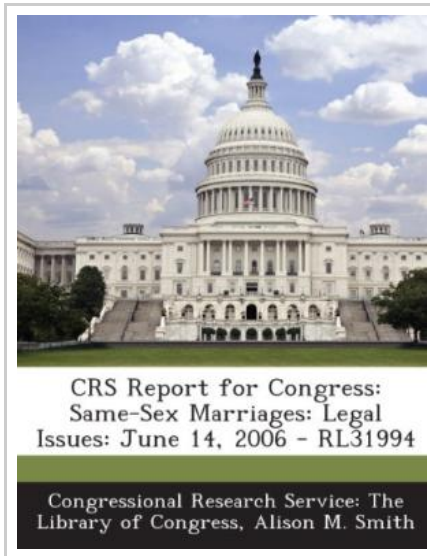 CRS Report for Congress:
Same-Sex Marriages: Legal
Issues: June 14, 2006 - RL31994
Congressional Research Service: The
Library of Congress, Alison M. Smith